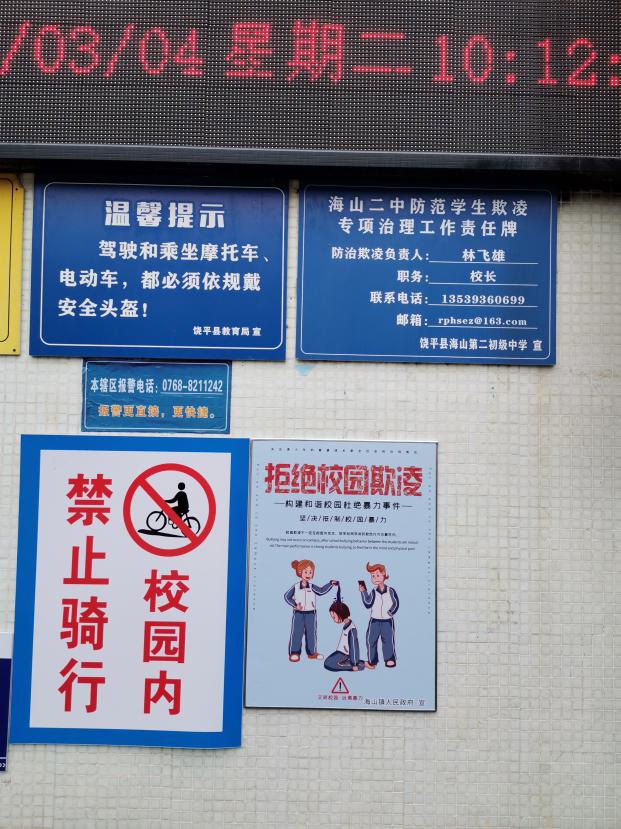 /03/04 星期二 10:12:
温馨提示
驾驶和乘坐摩托车、
电动车，都必须依规戴
安全头盔！
饶平县教育局 宣
海山二中防范学生欺凌
专项治理工作责任牌
防治欺凌负责人：林飞雄
职务：校长
联系电话：13539360699
邮箱：rphsez@163.com
饶平县海山第二初级中学 宣
本辖区报警电话：0768-8211242
报警更直接，更快捷。
禁止骑行
校园内
拒绝校园欺凌
构建和谐校园杜绝暴力事件
坚/决/抵/制/校/园/暴/力
文明校园·远离暴力
海山镇人民政府 宣